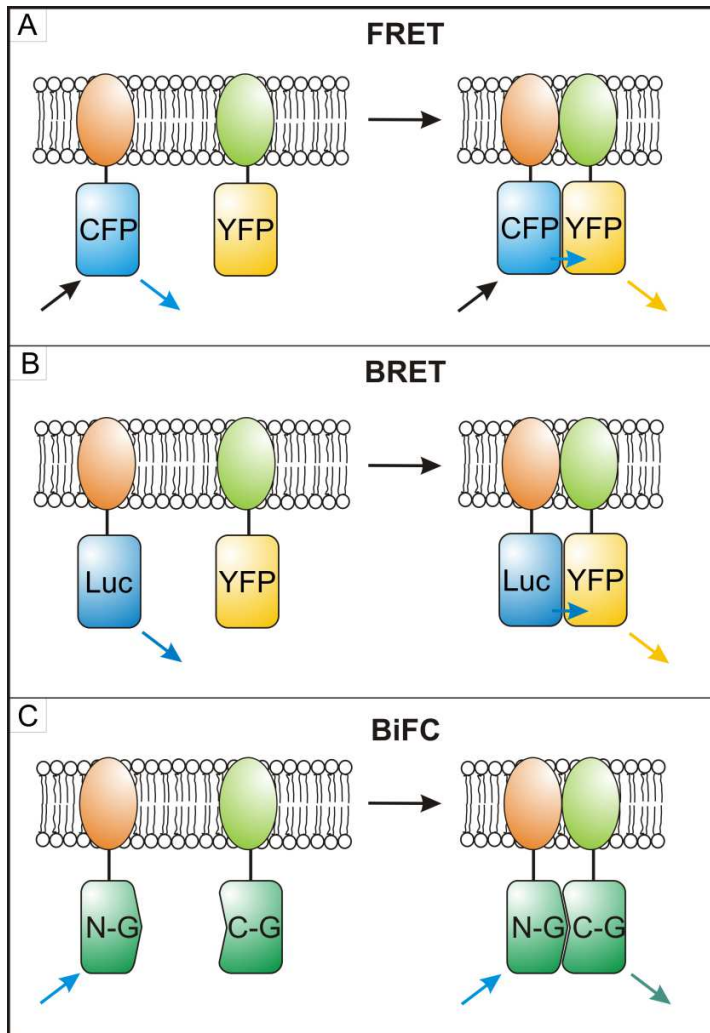 A
FRET
CFP
YFP
CFP
YFP
B
BRET
Luc
YFP
Luc
YFP
C
BiFC
N-G
C-G
N-G
C-G